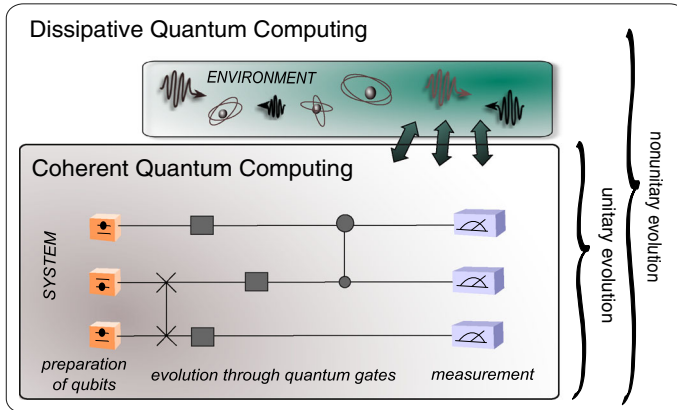 Dissipative Quantum Computing
ENVIRONMENT
Coherent Quantum Computing
SYSTEM
preparation
of qubits
evolution through quantum gates
measurement
unitary evolution
nonunitary evolution